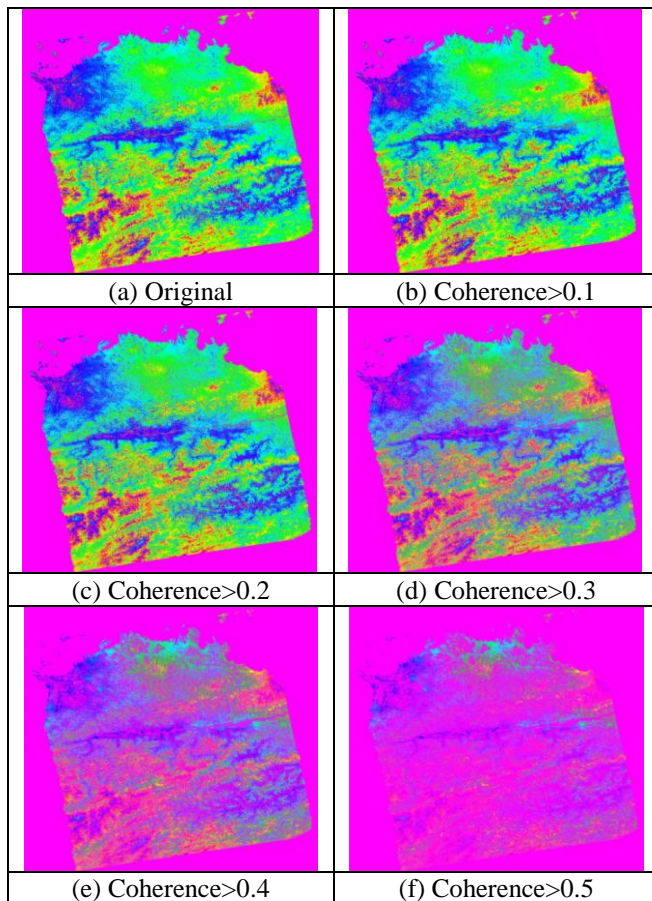 (a) Original
(b) Coherence>0.1
(c) Coherence>0.2
(d) Coherence>0.3
(e) Coherence>0.4
(f) Coherence>0.5